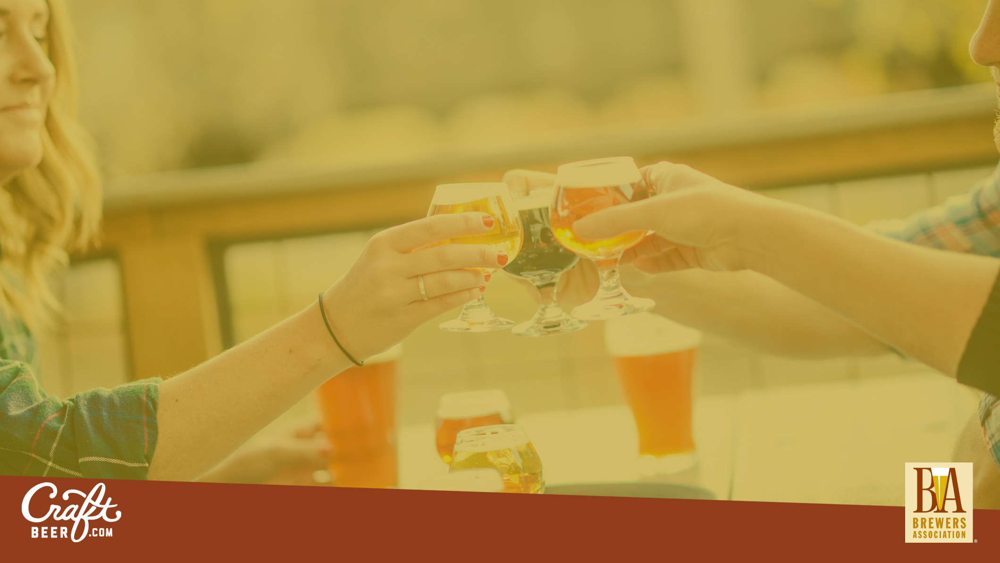 Craft
BEER.COM
BA
BREWERS
ASSOCIATION
®